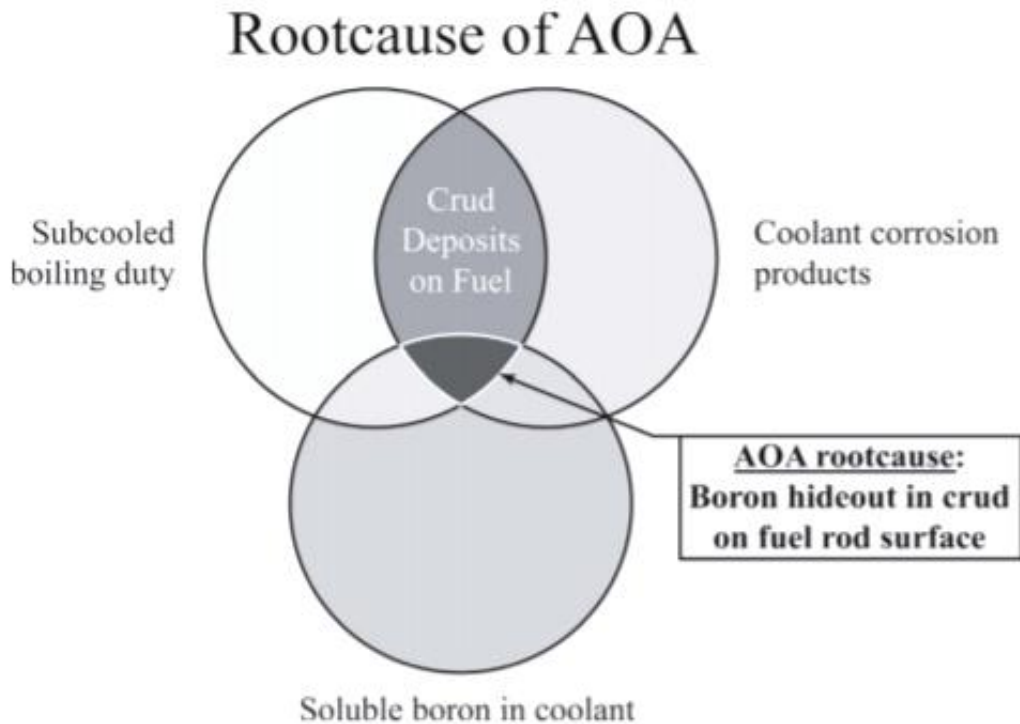 Rootcause of AOA
Crud
Deposits
on Fuel
Subcooled
boiling duty
Coolant corrosion
products
AOA rootcause:
Boron hideout in crud
on fuel rod surface
Soluble boron in coolant